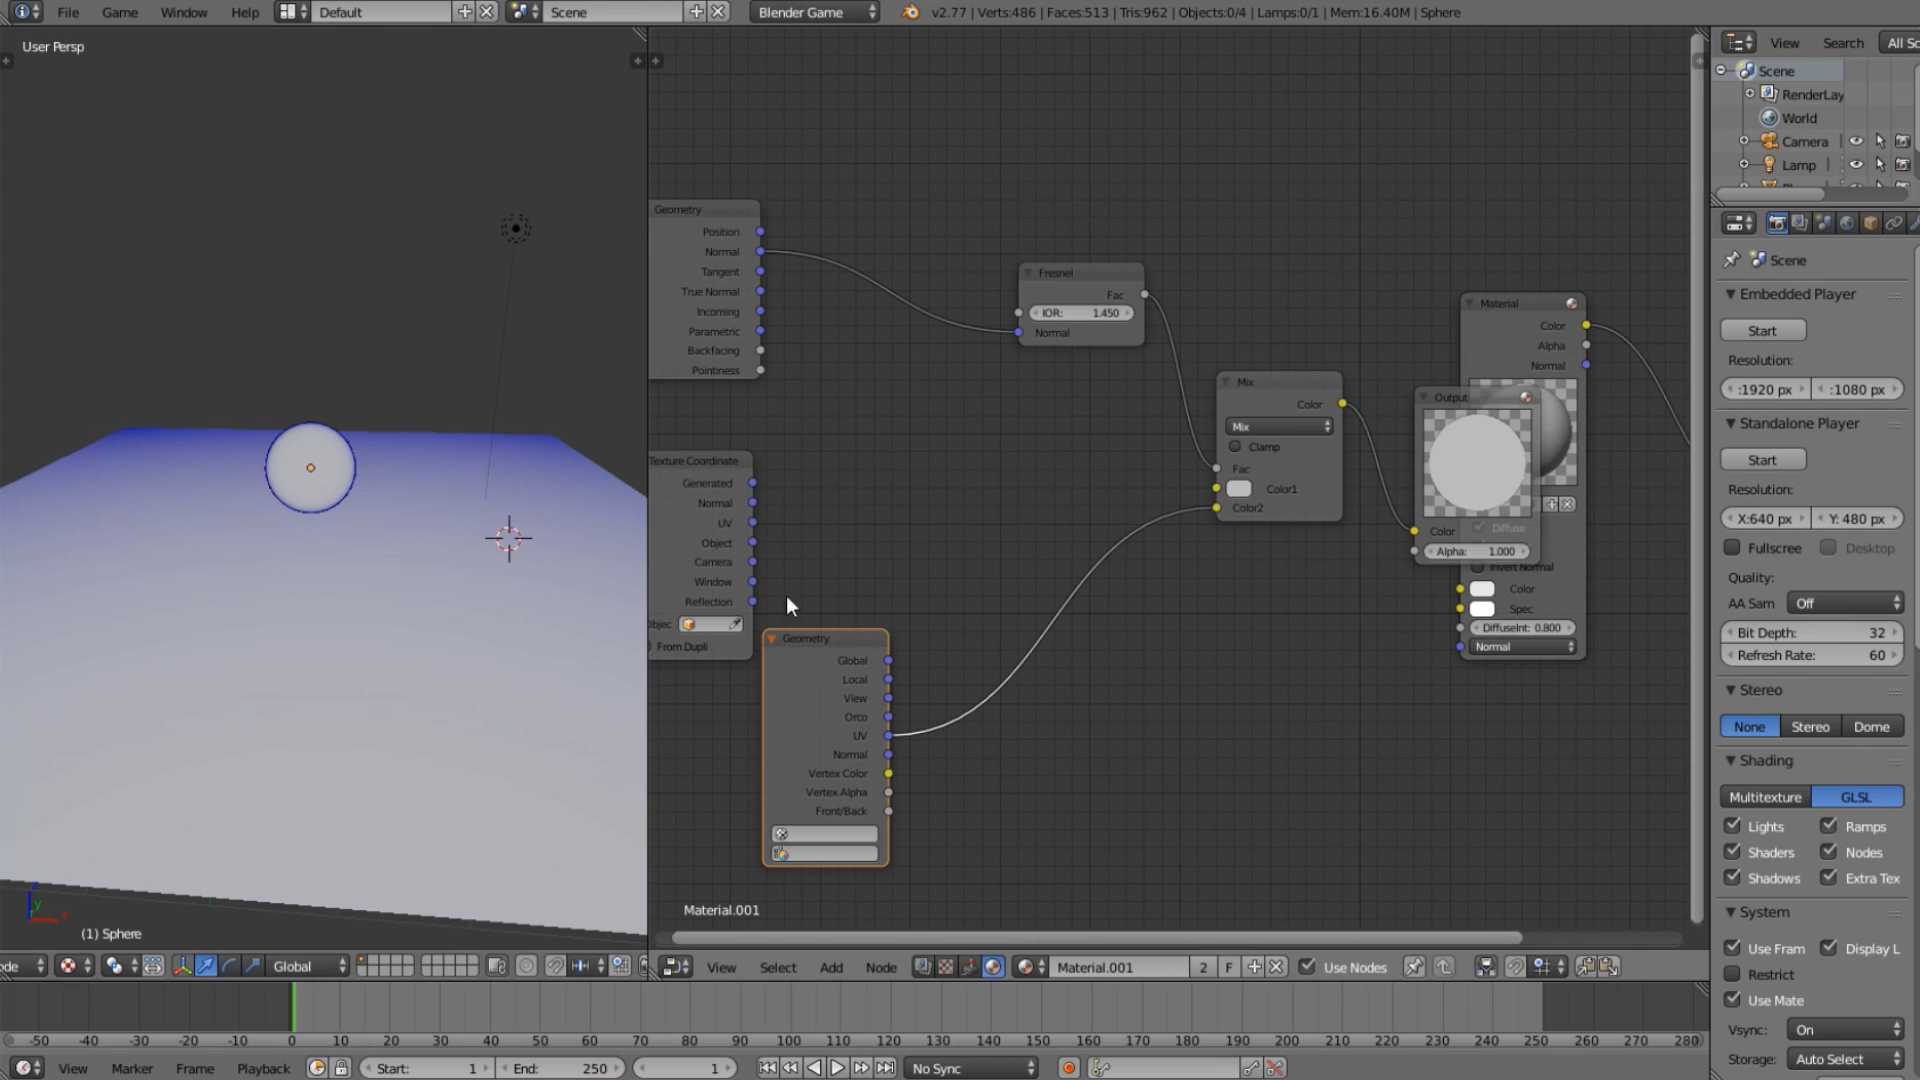 File Game Window Help Default Scene Blender Game v2.77 | Verts:486 | Faces:513 | Tris:962 | Objects:0/4 | Lamps:0/1 | Mem:16.40M | Sphere
User Persp
(1) Sphere
Geometry
Position
Normal
Tangent
True Normal
Incoming
Parametric
Backfacing
Pointiness
Texture Coordinate
Generated
Normal
UV
Object
Camera
Window
Reflection
Objec
From Dupli
Geometry
Global
Local
View
Orco
UV
Normal
Vertex Color
Vertex Alpha
Front/Back
Fresnel
Fac
IOR: 1.450
Normal
Mix
Color
Mix
Clamp
Fac
Color1
Color2
Material
Color
Alpha
Normal
Output
Color
Diffuse
Alpha: 1.000
Invert Normal
Color
Spec
DiffuseInt: 0.800
Normal
Material.001
View Search All Sc
Scene
RenderLay
World
Camera
Lamp
Scene
Embedded Player
Start
Resolution:
:1920 px :1080 px
Standalone Player
Start
Resolution:
X:640 px Y: 480 px
Fullscree Desktop
Quality:
AA Sam Off
Bit Depth: 32
Refresh Rate: 60
Stereo
None Stereo Dome
Shading
Multitexture GLSL
Lights Ramps
Shaders Nodes
Shadows Extra Tex
System
Use Fram Display L
Restrict
Use Mate
Vsync: On
Storage: Auto Select
ode Global View Select Add Node Material.001 2 F Use Nodes
-50 -40 -30 -20 -10 0 10 20 30 40 50 60 70 80 90 100 110 120 130 140 150 160 170 180 190 200 210 220 230 240 250 260 270 280
View Marker Frame Playback Start: 1 End: 250 1 No Sync